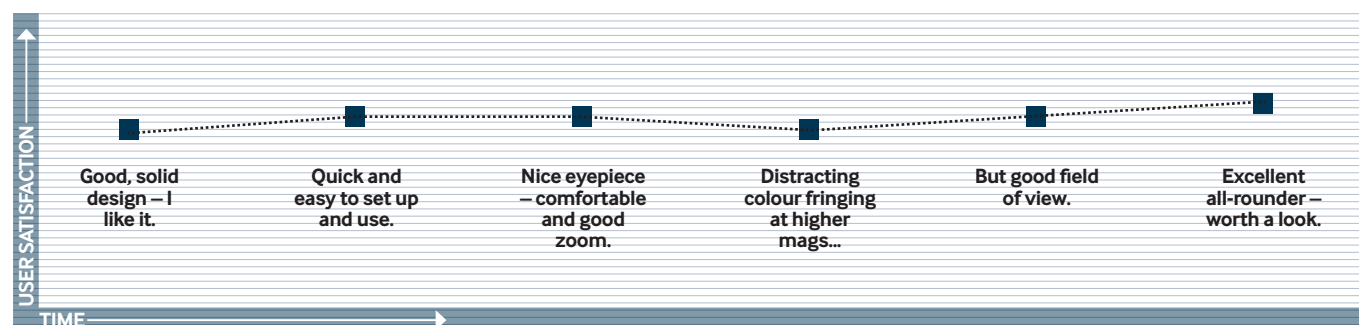 USER SATISFACTION
Good, solid
design – I
like it.
Quick and
easy to set up
and use.
Nice eyepiece
– comfortable
and good
zoom.
Distracting
colour fringing
at higher
mags...
But good field
of view.
Excellent
all-rounder –
worth a look.
TIME